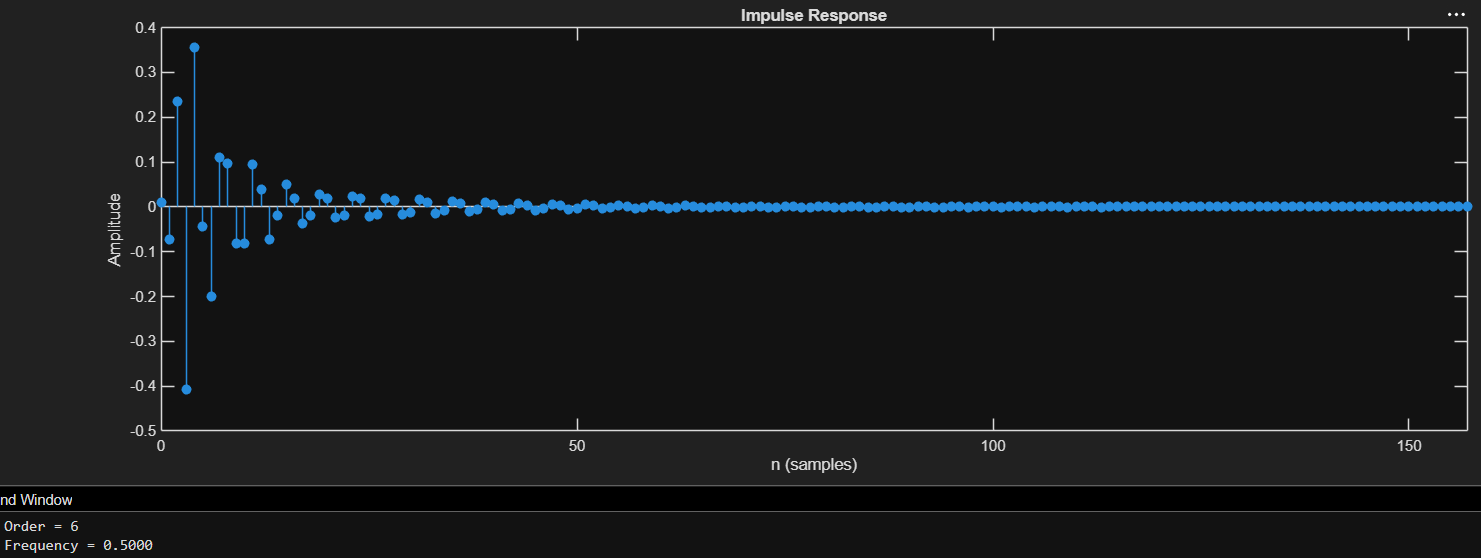 Impulse Response
...
0.4
0.3
0.2
0.1
0
-0.1
-0.2
-0.3
-0.4
-0.5
Amplitude
0
50
100
150
n (samples)
nd Window
Order = 6
Frequency = 0.5000